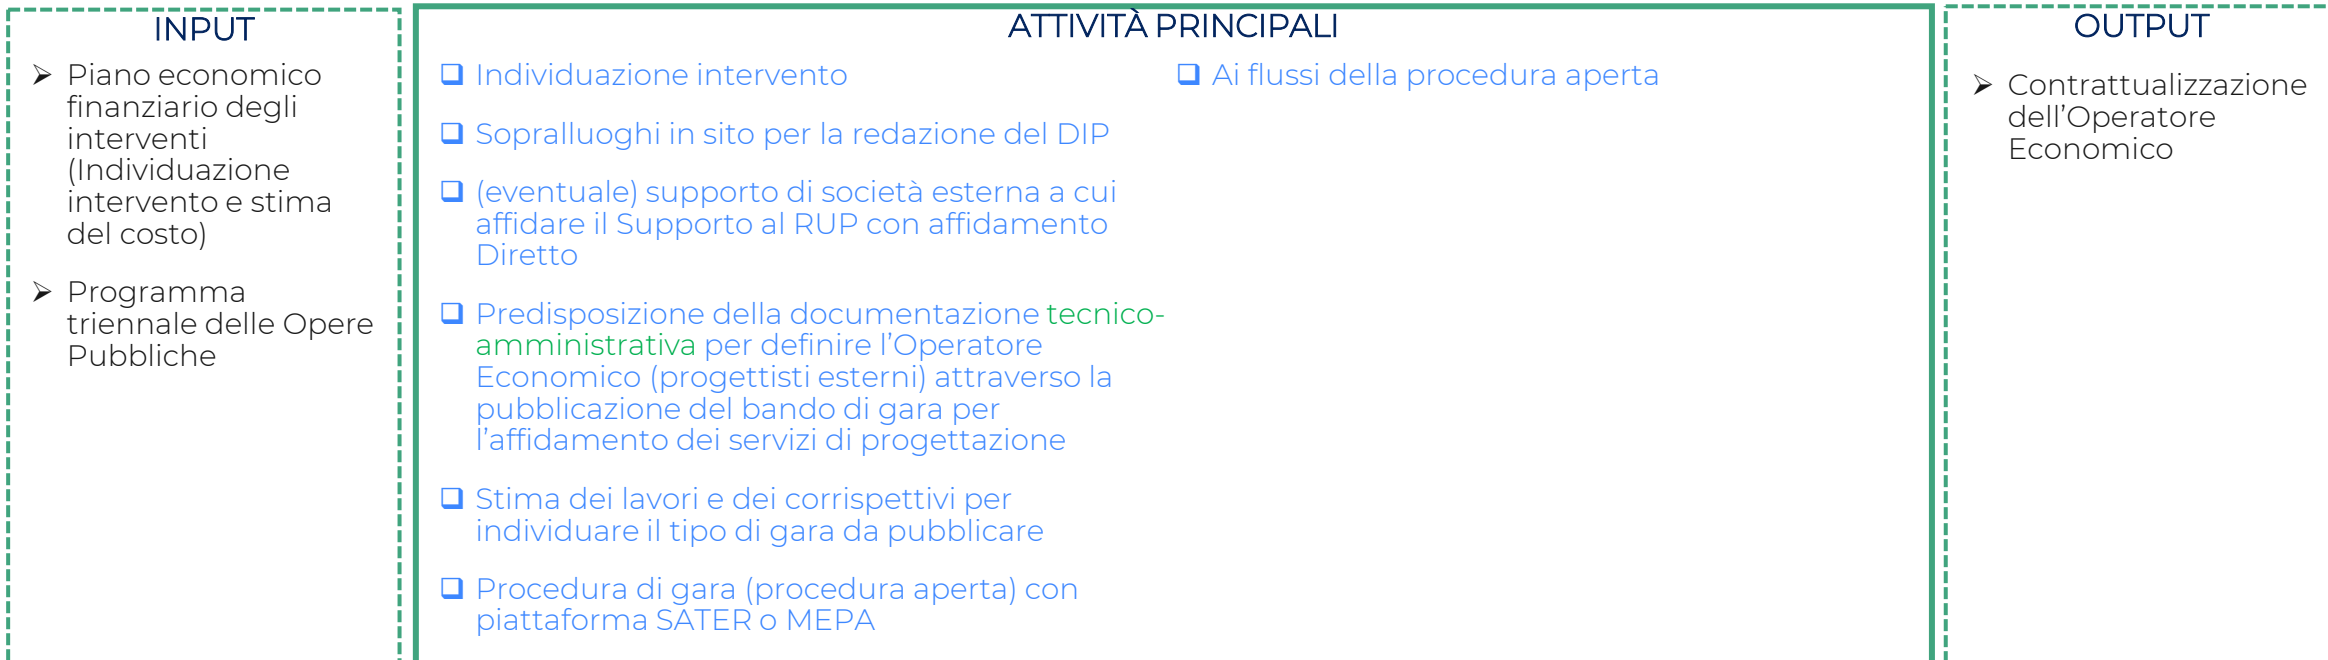 INPUT
Piano economico
finanziario degli
interventi
(Individuazione
intervento e stima
del costo)
Programma
triennale delle Opere
Pubbliche
ATTIVITÀ PRINCIPALI
Individuazione intervento
Sopralluoghi in sito per la redazione del DIP
(eventuale) supporto di società esterna a cui
affidare il Supporto al RUP con affidamento
Diretto
Predisposizione della documentazione tecnico-
amministrativa per definire l’Operatore
Economico (progettisti esterni) attraverso la
pubblicazione del bando di gara per
l’affidamento dei servizi di progettazione
Stima dei lavori e dei corrispettivi per
individuare il tipo di gara da pubblicare
Procedura di gara (procedura aperta) con
piattaforma SATER o MEPA
Ai flussi della procedura aperta
OUTPUT
Contrattualizzazione
dell’Operatore
Economico